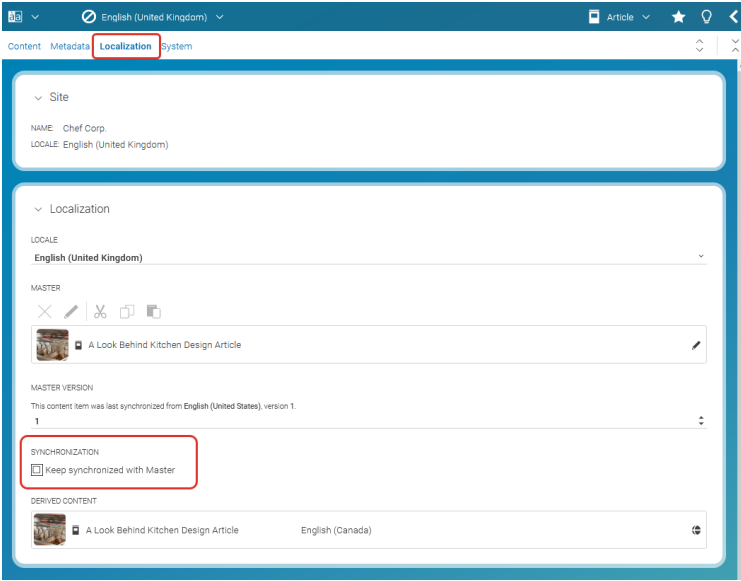 English (United Kingdom)
Article
Content Metadata Localization System
Site
NAME: Chef Corp.
LOCALE: English (United Kingdom)
Localization
LOCALE
English (United Kingdom)
MASTER
A Look Behind Kitchen Design Article
MASTER VERSION
This content item was last synchronized from English (United States), version 1.
1
SYNCHRONIZATION
Keep synchronized with Master
DERIVED CONTENT
A Look Behind Kitchen Design Article English (Canada)